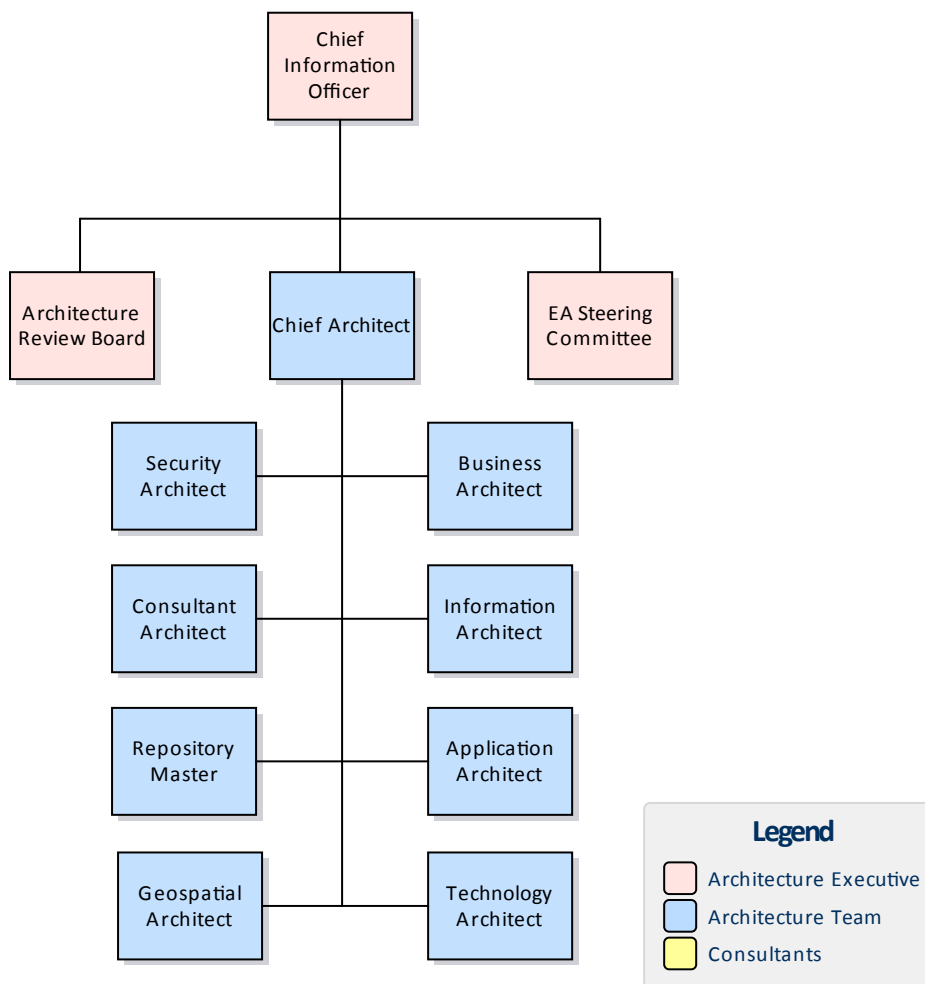 Chief
Information
Officer
Architecture
Review Board
Chief Architect
EA Steering
Committee
Security
Architect
Business
Architect
Consultant
Architect
Information
Architect
Repository
Master
Application
Architect
Geospatial
Architect
Technology
Architect
Legend
Architecture Executive
Architecture Team
Consultants